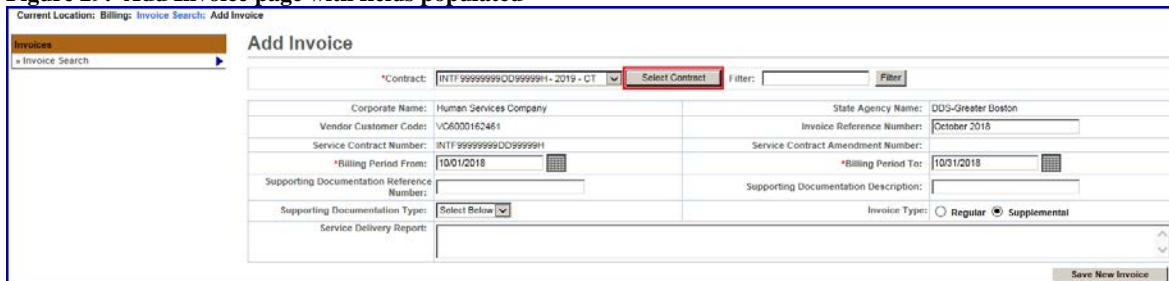 Figure 29: Add Invoice page with fields populated
Current Location: Billing: Invoice Search: Add Invoice
Invoices
» Invoice Search
Add Invoice
*Contract: INTF99999999DD99999H - 2019 - CT Select Contract Filter: Filter
Corporate Name: Human Services Company State Agency Name: DDS-Greater Boston
Vendor Customer Code: VC6000162461 Invoice Reference Number: October 2018
Service Contract Number: INTF99999999DD99999H Service Contract Amendment Number:
*Billing Period From: 10/01/2018 *Billing Period To: 10/31/2018
Supporting Documentation Reference Number: Supporting Documentation Description:
Supporting Documentation Type: Select Below Invoice Type: Regular Supplemental
Service Delivery Report:
Save New Invoice